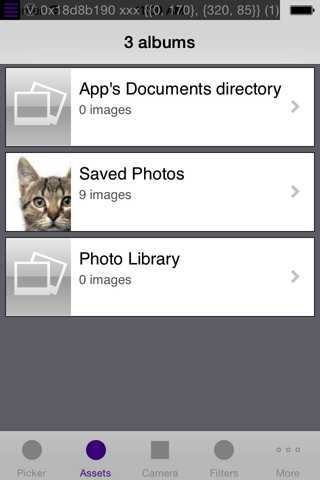 V 0x18d8b190 xxx {{0, 170}, {320, 85}} (1)
3 albums
App's Documents directory
0 images
Saved Photos
9 images
Photo Library
0 images
Picker
Assets
Camera
Filters
More